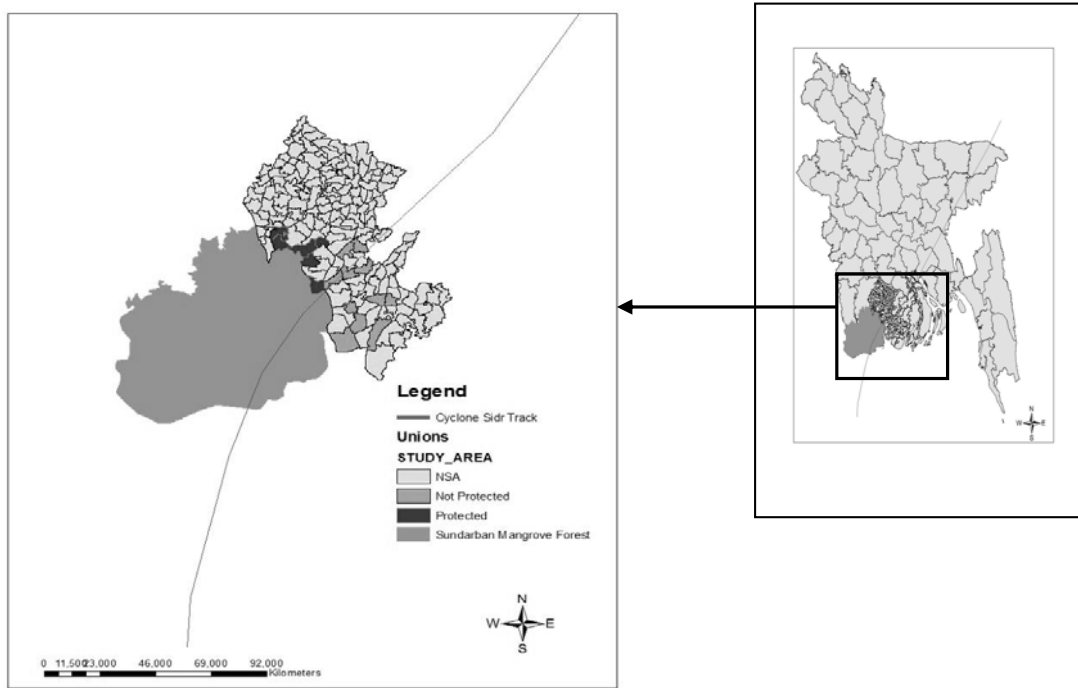 Legend
Cyclone Sidr Track
Unions
STUDY_AREA
NSA
Not Protected
Protected
Sundarban Mangrove Forest
N
W E
S
0 11,500 23,000 46,000 69,000 92,000
Kilometers
N
W E
S